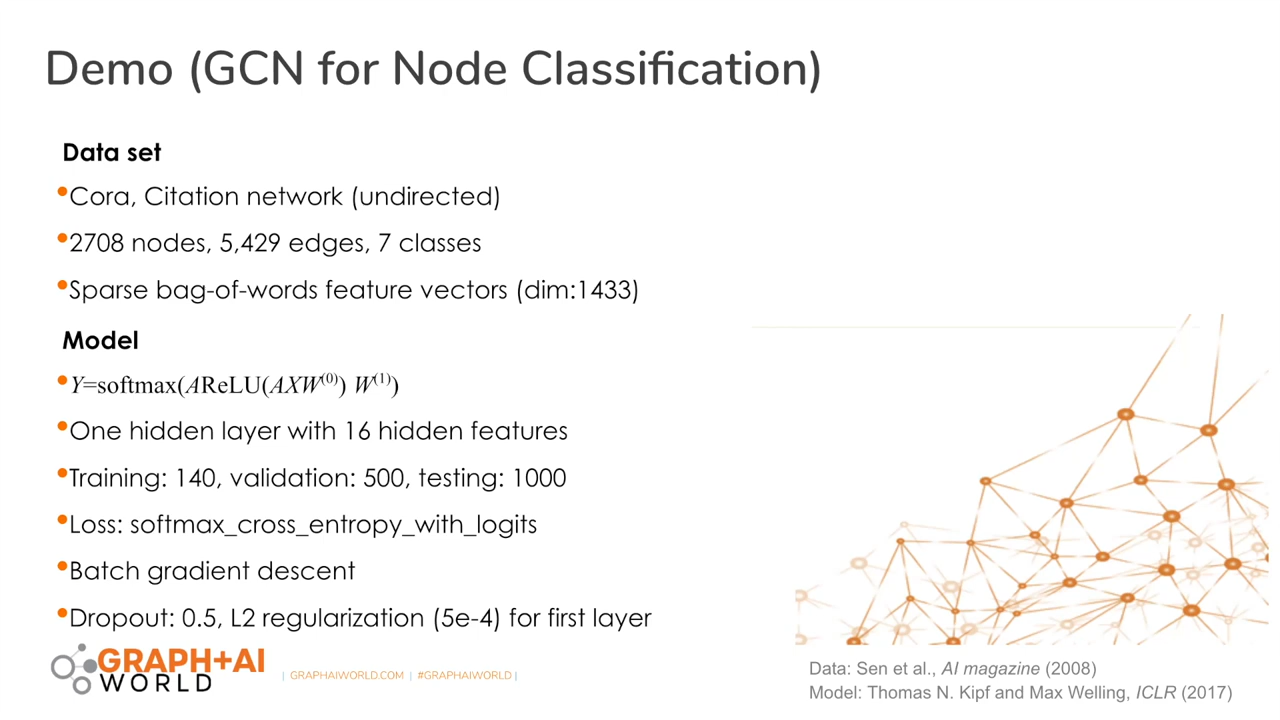 Demo (GCN for Node Classification)
Data set
•Cora, Citation network (undirected)
•2708 nodes, 5,429 edges, 7 classes
•Sparse bag-of-words feature vectors (dim:1433)
Model
•Y=softmax(AReLU(AXW⁽⁰⁾) W⁽¹⁾)
•One hidden layer with 16 hidden features
•Training: 140, validation: 500, testing: 1000
•Loss: softmax_cross_entropy_with_logits
•Batch gradient descent
•Dropout: 0.5, L2 regularization (5e-4) for first layer
GRAPH+AI
WORLD
| GRAPHAIWORLD.COM | #GRAPHAIWORLD |
Data: Sen et al., AI magazine (2008)
Model: Thomas N. Kipf and Max Welling, ICLR (2017)